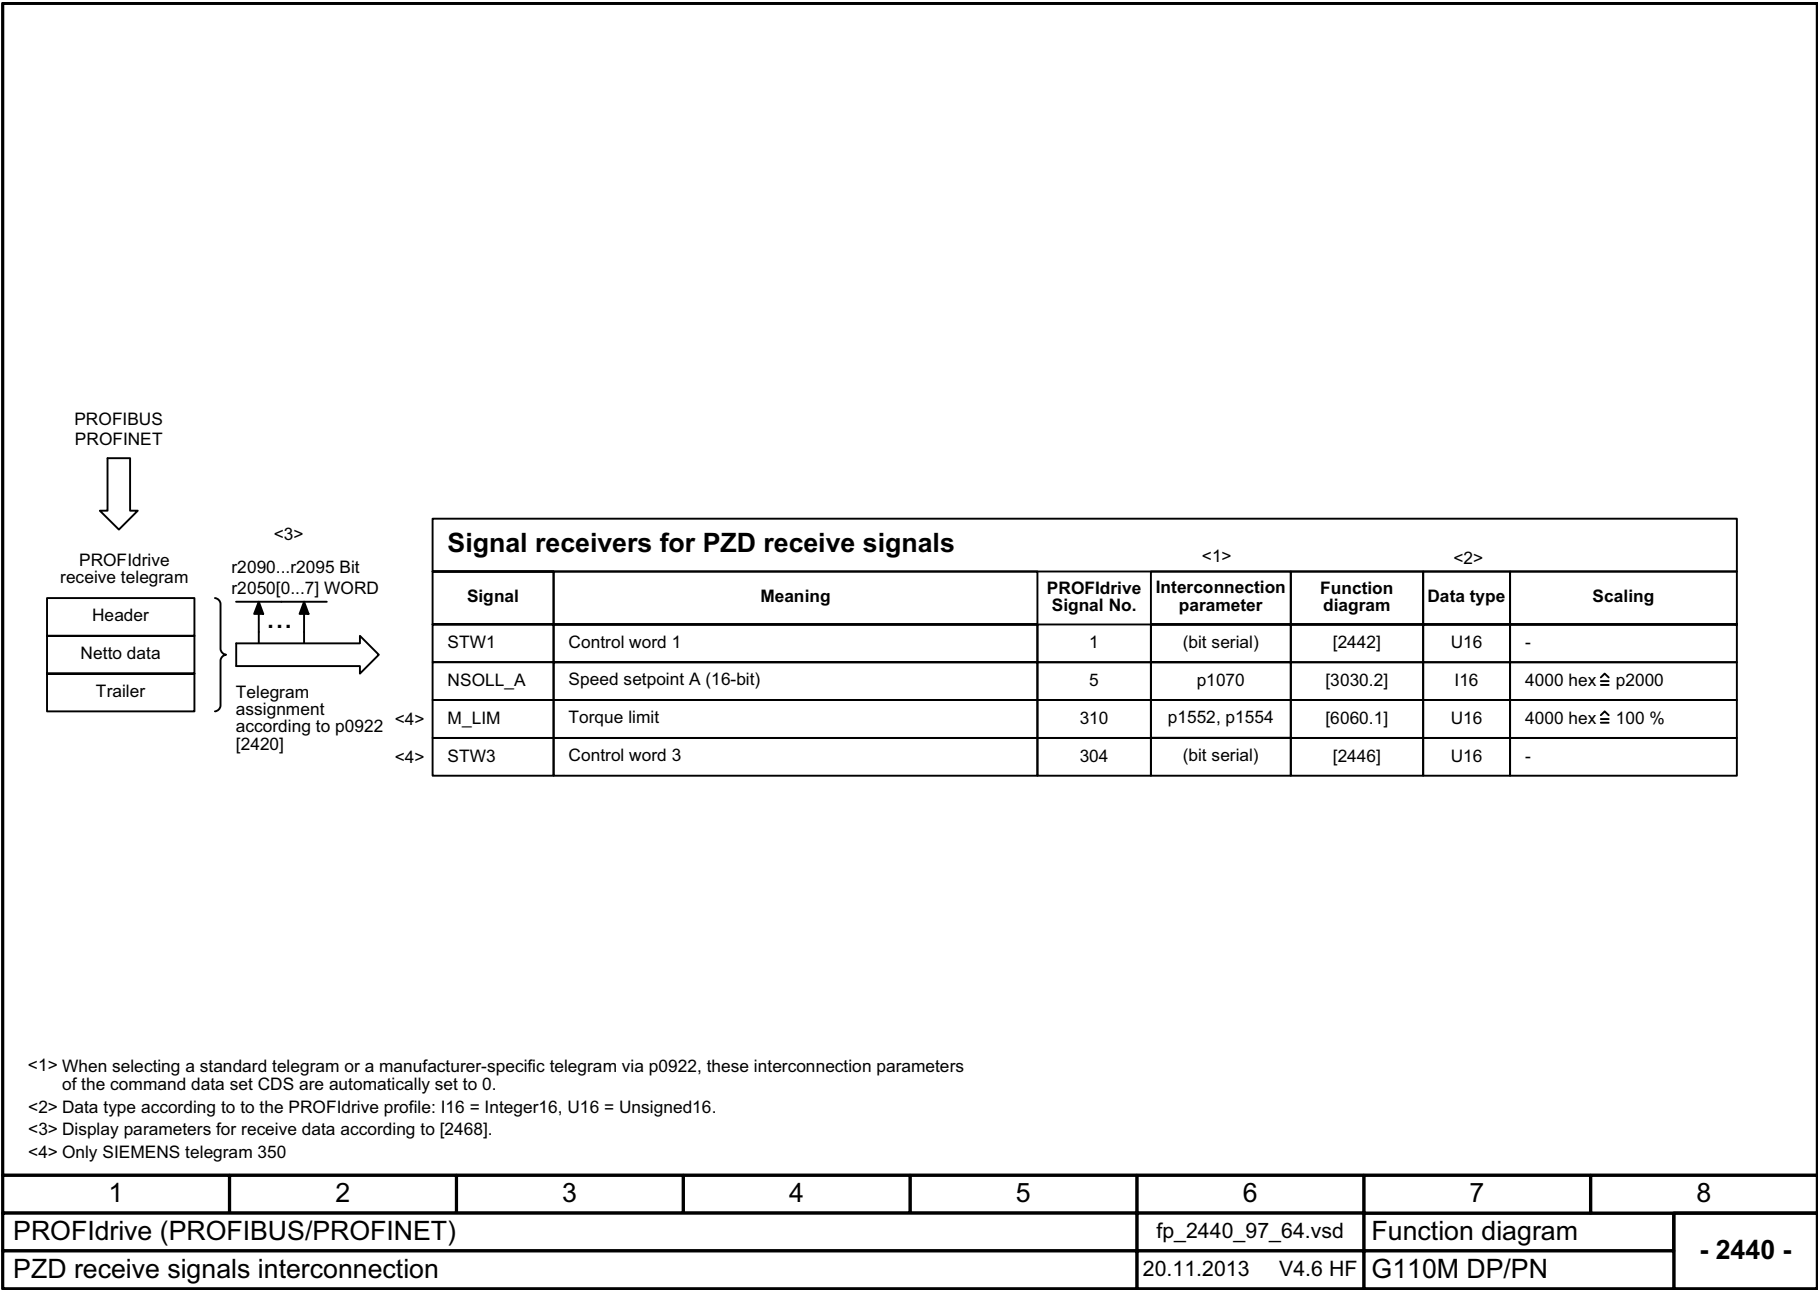 PROFIBUS
PROFINET
PROFIdrive
receive telegram
Header
Netto data
Trailer
<3>
r2090...r2095 Bit
r2050[0...7] WORD
...
Telegram
assignment
according to p0922
[2420]
Signal receivers for PZD receive signals
<1> <2>
Signal Meaning PROFIdrive Signal No. Interconnection parameter Function diagram Data type Scaling
STW1 Control word 1 1 (bit serial) [2442] U16 -
NSOLL_A Speed setpoint A (16-bit) 5 p1070 [3030.2] I16 4000 hex ≙ p2000
<4> M_LIM Torque limit 310 p1552, p1554 [6060.1] U16 4000 hex ≙ 100 %
<4> STW3 Control word 3 304 (bit serial) [2446] U16 -
<1> When selecting a standard telegram or a manufacturer-specific telegram via p0922, these interconnection parameters
of the command data set CDS are automatically set to 0.
<2> Data type according to to the PROFIdrive profile: I16 = Integer16, U16 = Unsigned16.
<3> Display parameters for receive data according to [2468].
<4> Only SIEMENS telegram 350
1 2 3 4 5 6 7 8
PROFIdrive (PROFIBUS/PROFINET) fp_2440_97_64.vsd Function diagram
- 2440 -
PZD receive signals interconnection 20.11.2013 V4.6 HF G110M DP/PN